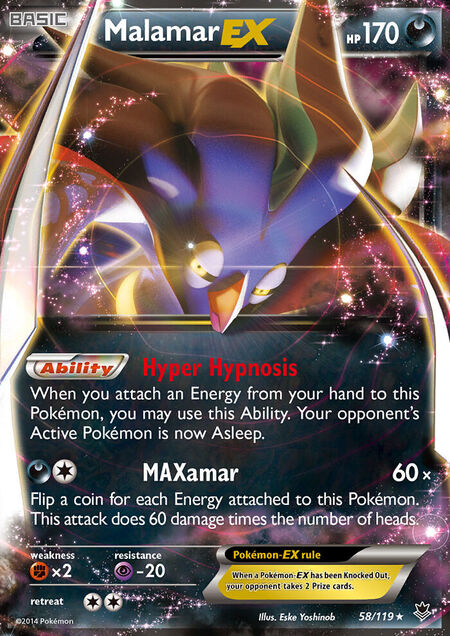 BASIC
Malamar EX HP 170
Ability Hyper Hypnosis
When you attach an Energy from your hand to this
Pokémon, you may use this Ability. Your opponent's
Active Pokémon is now Asleep.
MAXamar 60×
Flip a coin for each Energy attached to this Pokémon.
This attack does 60 damage times the number of heads.
weakness resistance
×2 -20
retreat
Pokémon-EX rule
When a Pokémon-EX has been Knocked Out,
your opponent takes 2 Prize cards.
Illus. Eske Yoshinob 58/119 ★
©2014 Pokémon